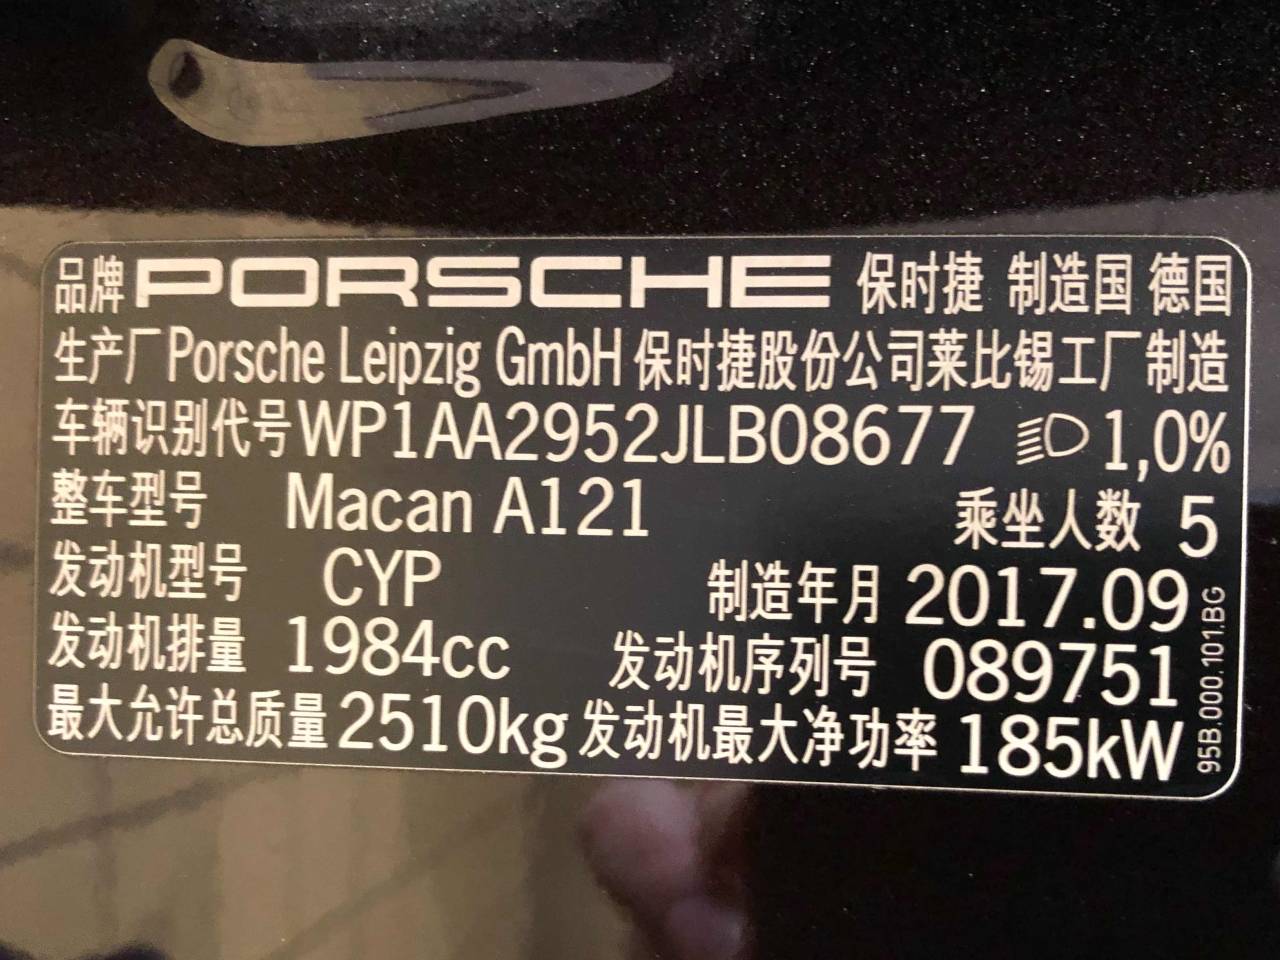 品牌 PORSCHE 保时捷 制造国 德国
生产厂 Porsche Leipzig GmbH 保时捷股份公司莱比锡工厂制造
车辆识别代号 WP1AA2952JLB08677 1,0%
整车型号 Macan A121 乘坐人数 5
发动机型号 CYP 制造年月 2017.09
发动机排量 1984cc 发动机序列号 089751
最大允许总质量 2510kg 发动机最大净功率 185kW
95B.000.101.BG